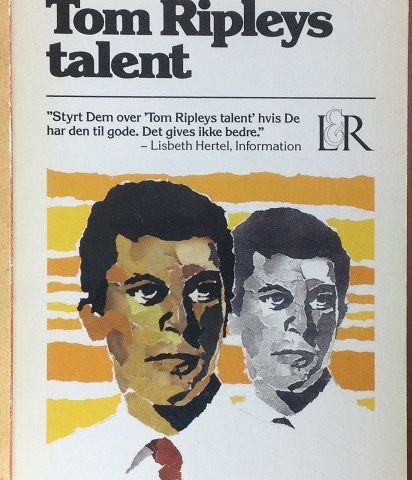 Tom Ripleys
talent
"Styrt Dem over 'Tom Ripleys talent' hvis De
har den til gode. Det gives ikke bedre."
– Lisbeth Hertel, Information
L&R